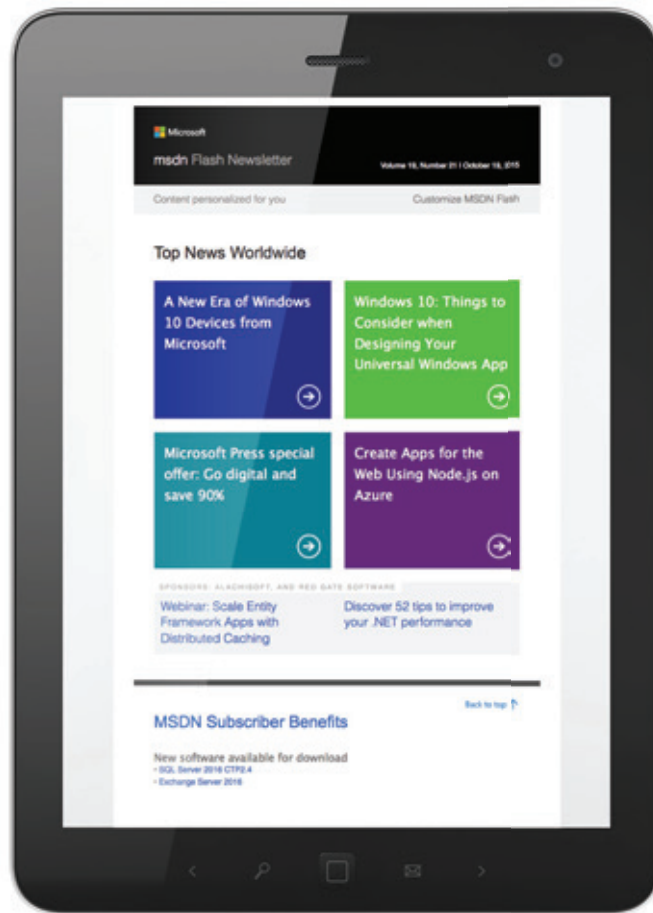 Microsoft
msdn Flash Newsletter
Volume 19, Number 21 | October 19, 2015
Content personalized for you
Customize MSDN Flash
Top News Worldwide
A New Era of Windows
10 Devices from
Microsoft
Windows 10: Things to
Consider when
Designing Your
Universal Windows App
Microsoft Press special
offer: Go digital and
save 90%
Create Apps for the
Web Using Node.js on
Azure
SPONSORS: ALACHISOFT, AND RED GATE SOFTWARE
Webinar: Scale Entity
Framework Apps with
Distributed Caching
Discover 52 tips to improve
your .NET performance
Back to top
MSDN Subscriber Benefits
New software available for download
- SQL Server 2016 CTP2.4
- Exchange Server 2016